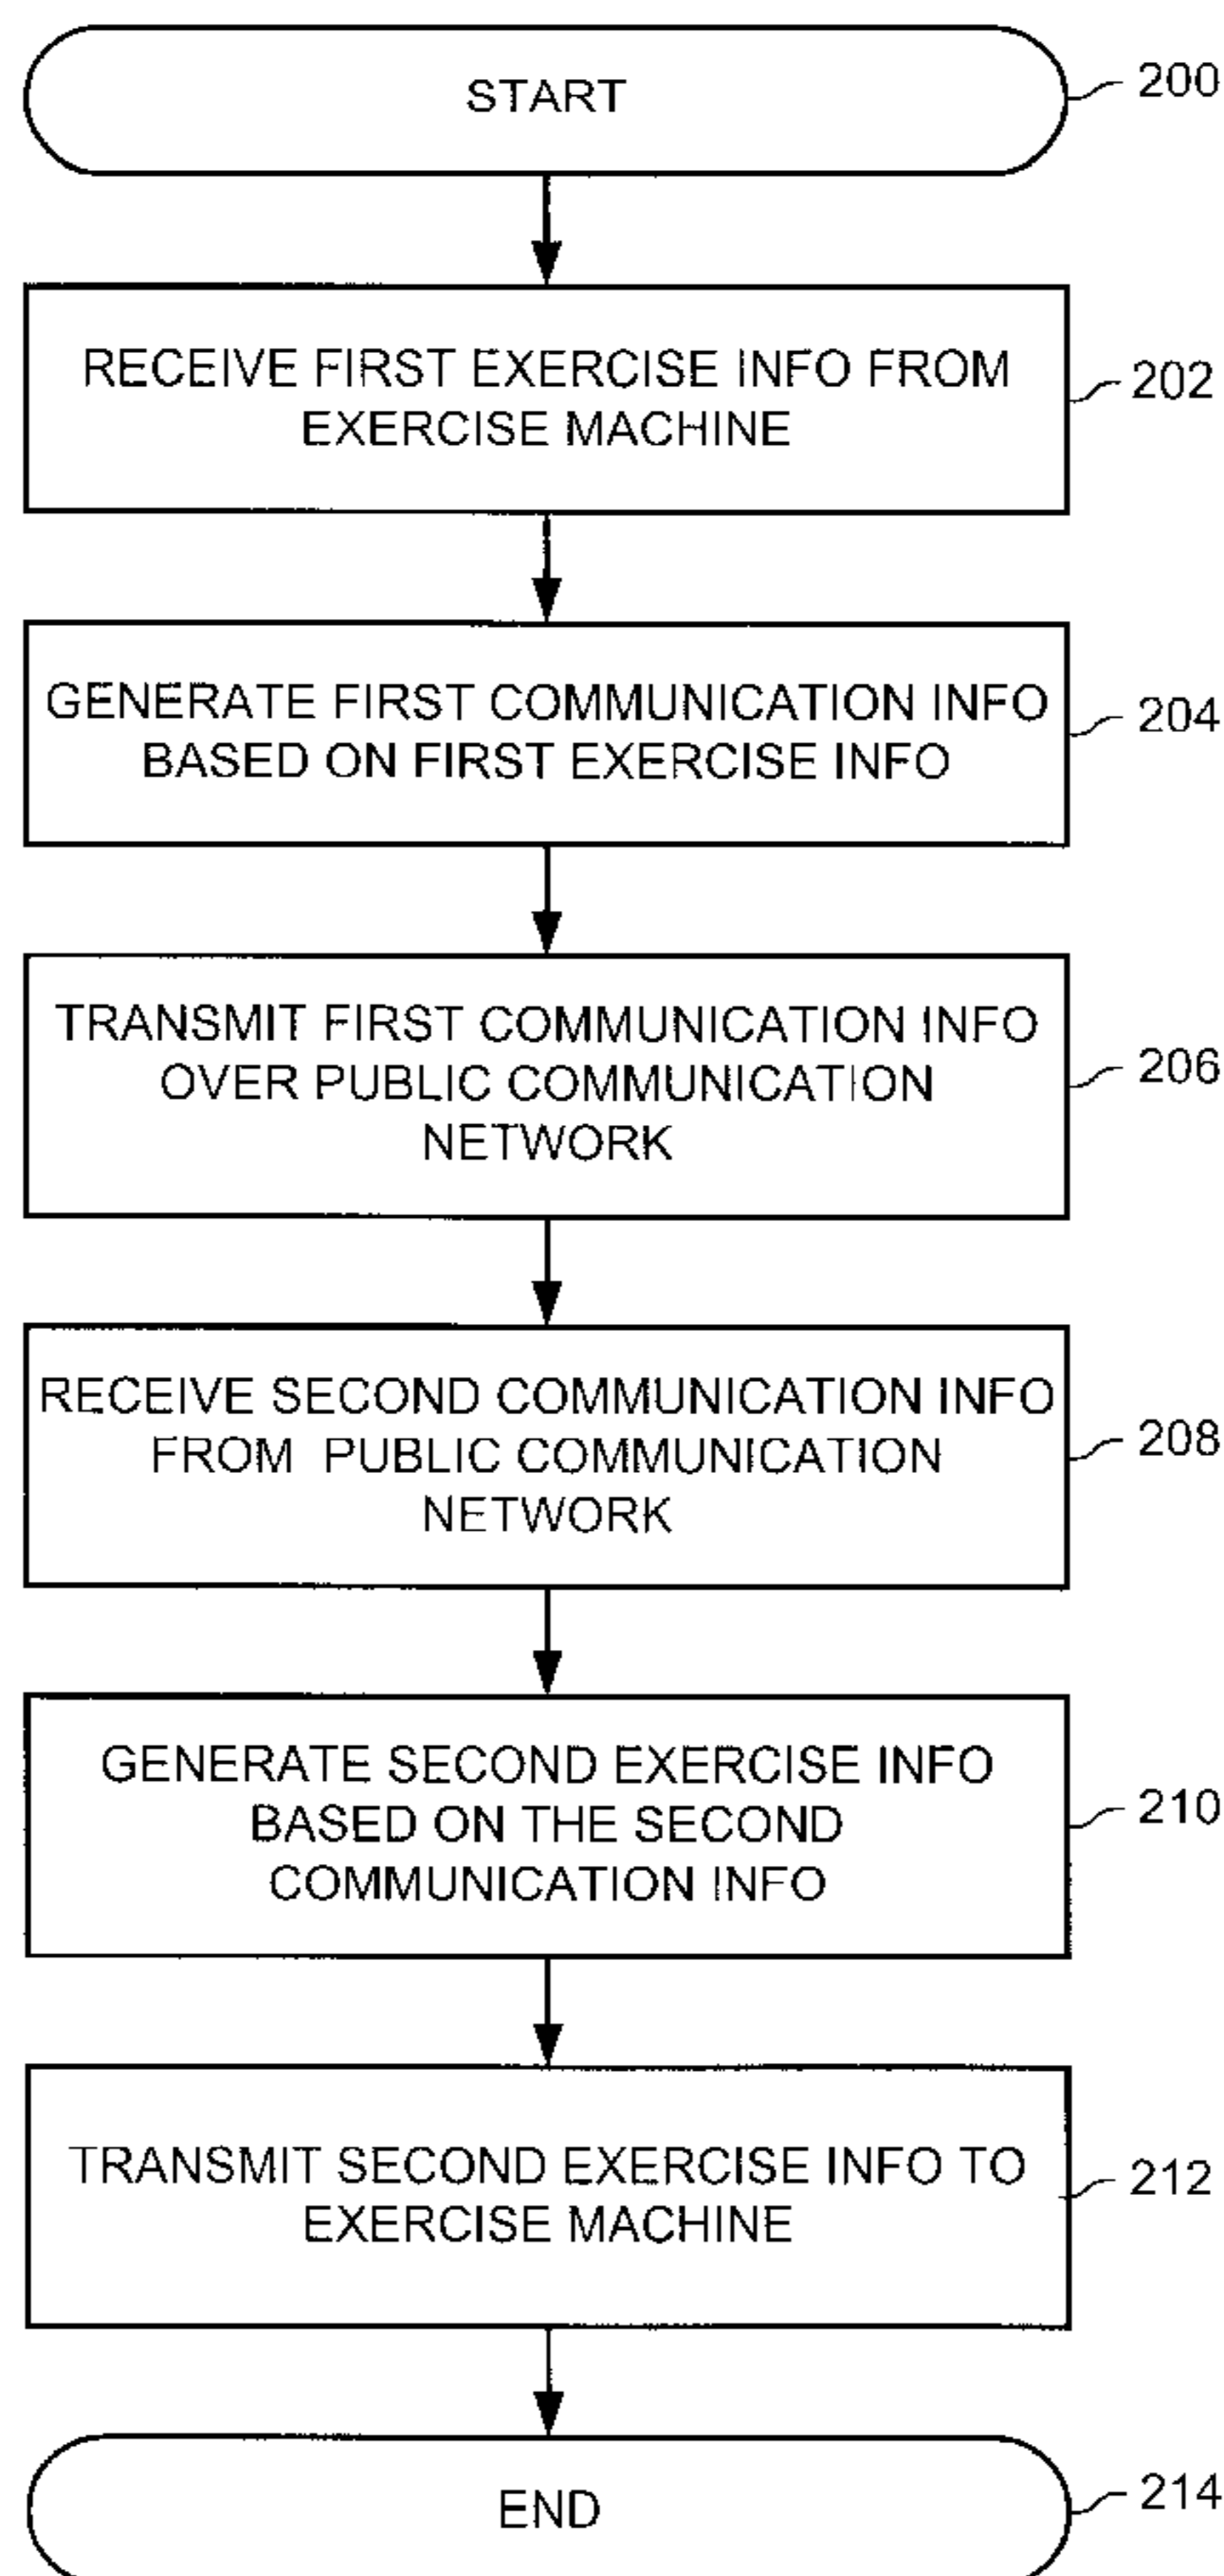 START
200
RECEIVE FIRST EXERCISE INFO FROM
EXERCISE MACHINE
202
GENERATE FIRST COMMUNICATION INFO
BASED ON FIRST EXERCISE INFO
204
TRANSMIT FIRST COMMUNICATION INFO
OVER PUBLIC COMMUNICATION
NETWORK
206
RECEIVE SECOND COMMUNICATION INFO
FROM PUBLIC COMMUNICATION
NETWORK
208
GENERATE SECOND EXERCISE INFO
BASED ON THE SECOND
COMMUNICATION INFO
210
TRANSMIT SECOND EXERCISE INFO TO
EXERCISE MACHINE
212
END
214